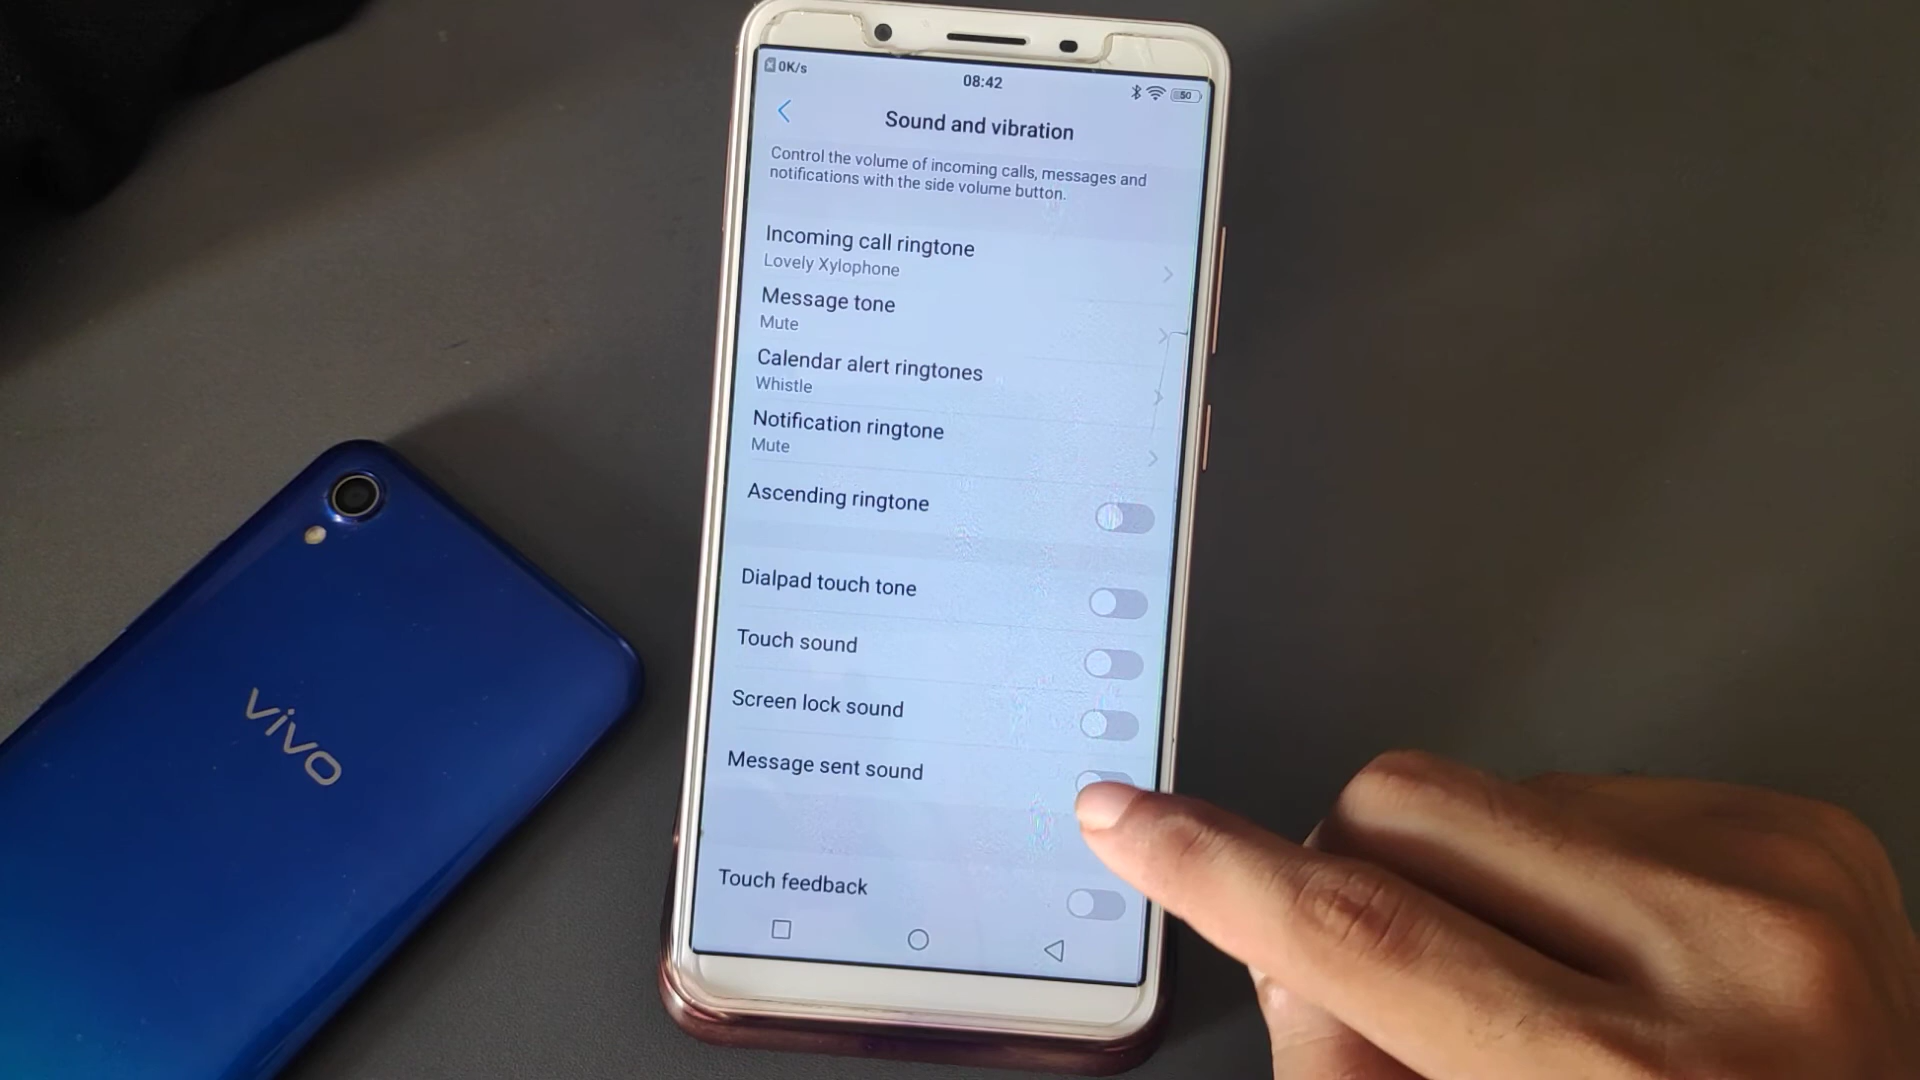 0K/s
08:42
50
Sound and vibration
Control the volume of incoming calls, messages and
notifications with the side volume button.
Incoming call ringtone
Lovely Xylophone
Message tone
Mute
Calendar alert ringtones
Whistle
Notification ringtone
Mute
Ascending ringtone
Dialpad touch tone
Touch sound
Screen lock sound
Message sent sound
Touch feedback
vivo